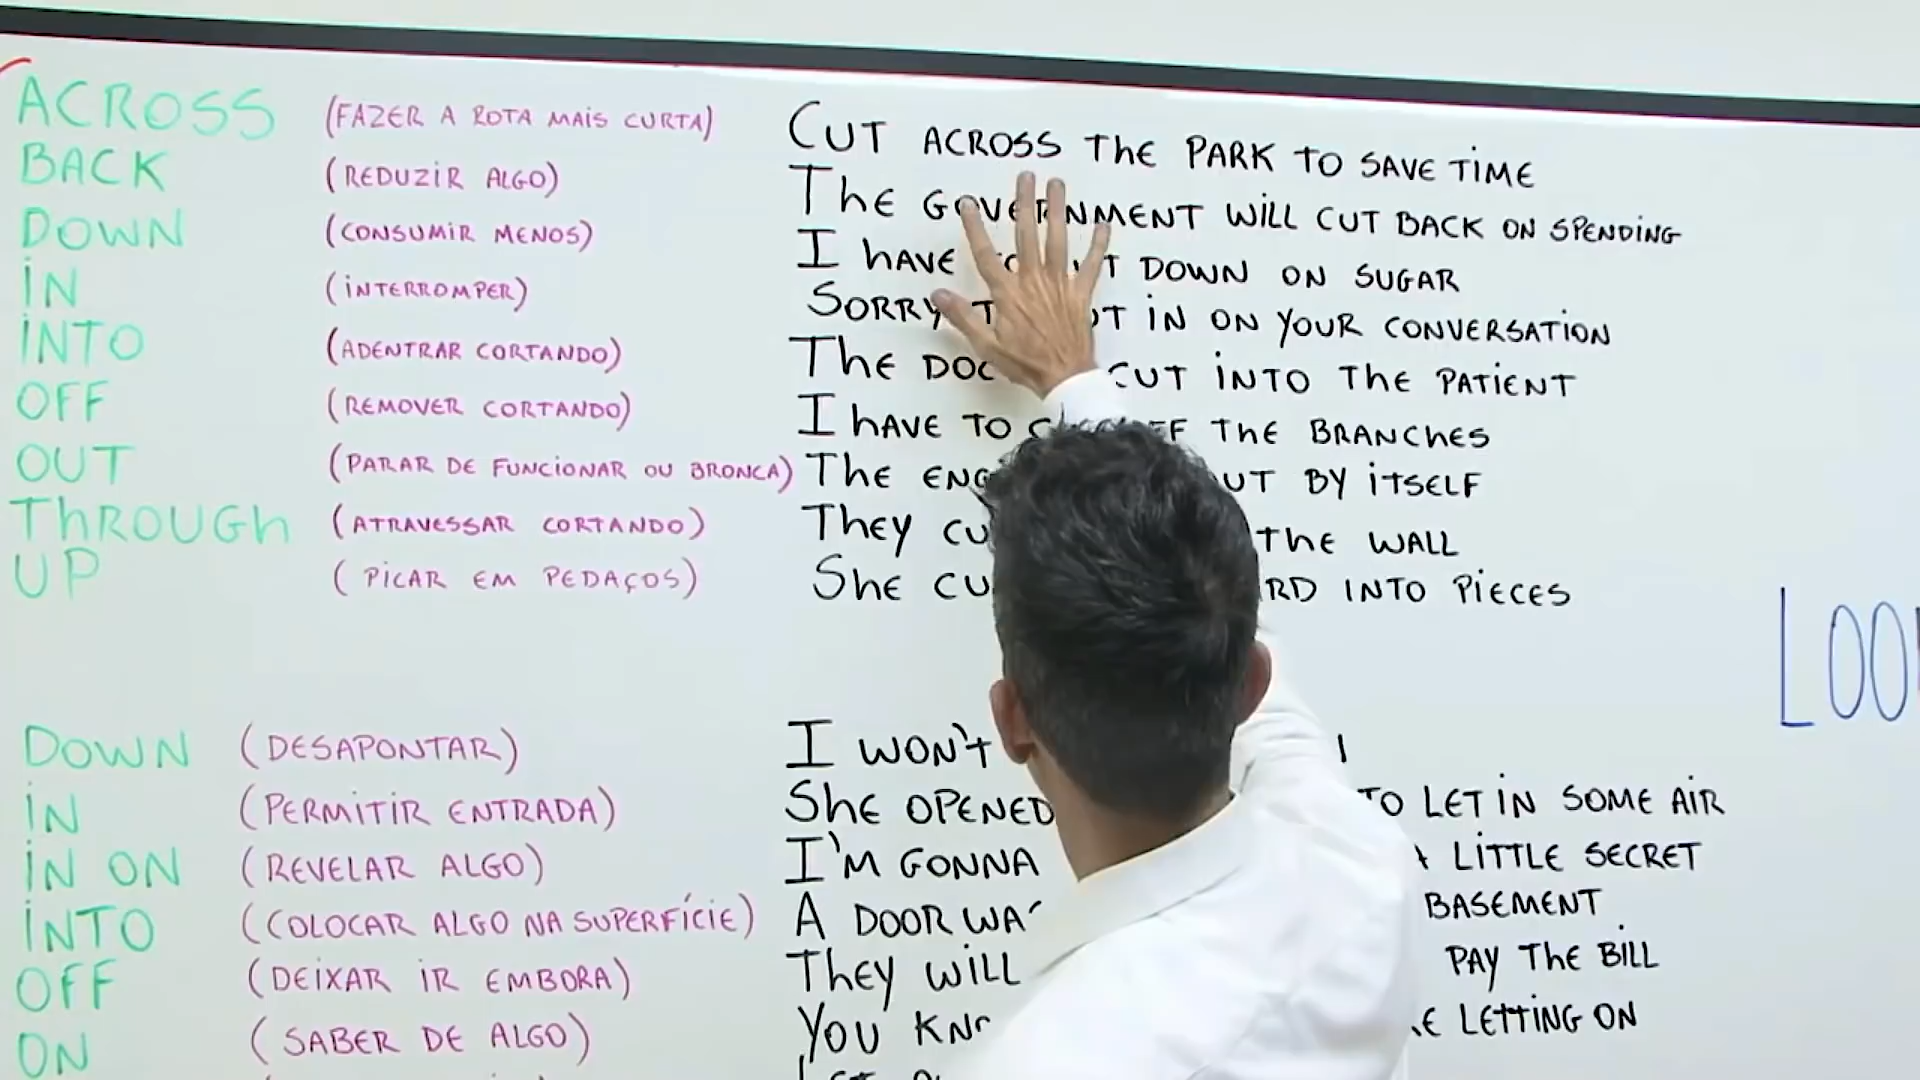 ACROSS (FAZER A ROTA MAIS CURTA) CUT ACROSS THE PARK TO SAVE TIME
BACK (REDUZIR ALGO) THE GOVERNMENT WILL CUT BACK ON SPENDING
DOWN (CONSUMIR MENOS) I HAVE DOWN ON SUGAR
IN (INTERROMPER) SORRY IN ON YOUR CONVERSATION
INTO (ADENTRAR CORTANDO) THE CUT INTO THE PATIENT
OFF (REMOVER CORTANDO) I HAVE TO THE BRANCHES
OUT (PARAR DE FUNCIONAR OU BRONCA) THE BY ITSELF
THROUGH (ATRAVESSAR CORTANDO) THEY THE WALL
UP (PICAR EM PEDAÇOS) SHE INTO PIECES
DOWN (DESAPONTAR) I WON'T
IN (PERMITIR ENTRADA) SHE OPENED TO LET IN SOME AIR
IN ON (REVELAR ALGO) I'M GONNA LITTLE SECRET
INTO (COLOCAR ALGO NA SUPERFÍCIE) A DOOR BASEMENT
OFF (DEIXAR IR EMBORA) THEY WILL PAY THE BILL
ON (SABER DE ALGO) YOU LETTING ON